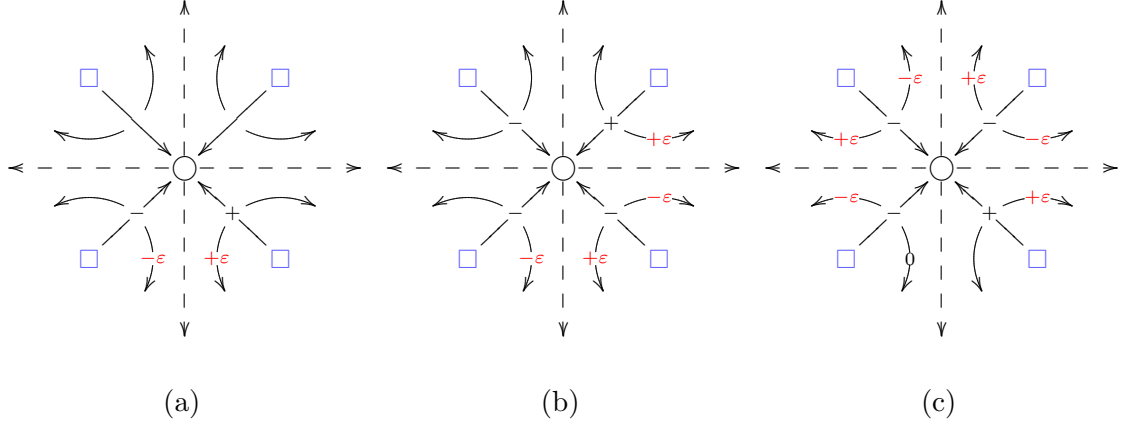 −ε +ε − +
− + +ε
− − −ε
−ε +ε
−ε +ε
+ε − − −ε
−ε − + +ε
0
(a) (b) (c)